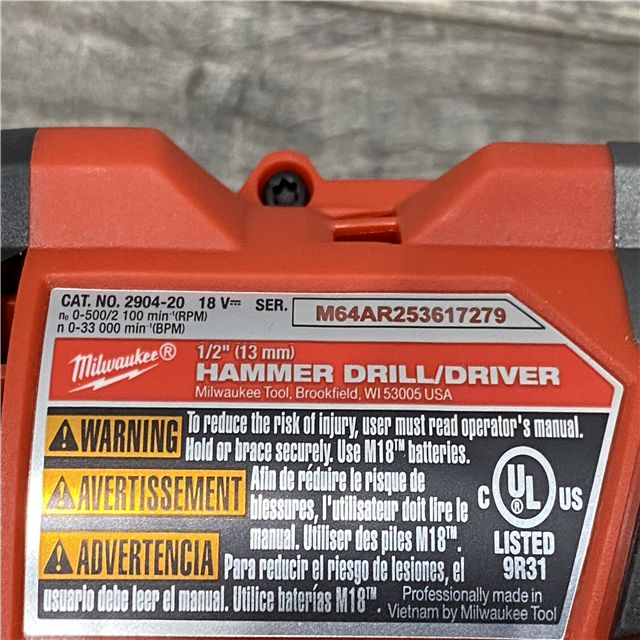 CAT. NO. 2904-20 18 V⎓ SER. M64AR253617279
n₀ 0-500/2 100 min⁻¹(RPM)
n 0-33 000 min⁻¹(BPM)
Milwaukee®
1/2" (13 mm)
HAMMER DRILL/DRIVER
Milwaukee Tool, Brookfield, WI 53005 USA
WARNING To reduce the risk of injury, user must read operator's manual.
Hold or brace securely. Use M18™ batteries.
AVERTISSEMENT Afin de réduire le risque de
blessures, l'utilisateur doit lire le
manual. Utiliser des piles M18™.
ADVERTENCIA Para reducir el riesgo de lesiones, el
usuario debe leer el manual. Utilice baterías M18™.
C UL® US
LISTED
9R31
Professionally made in
Vietnam by Milwaukee Tool